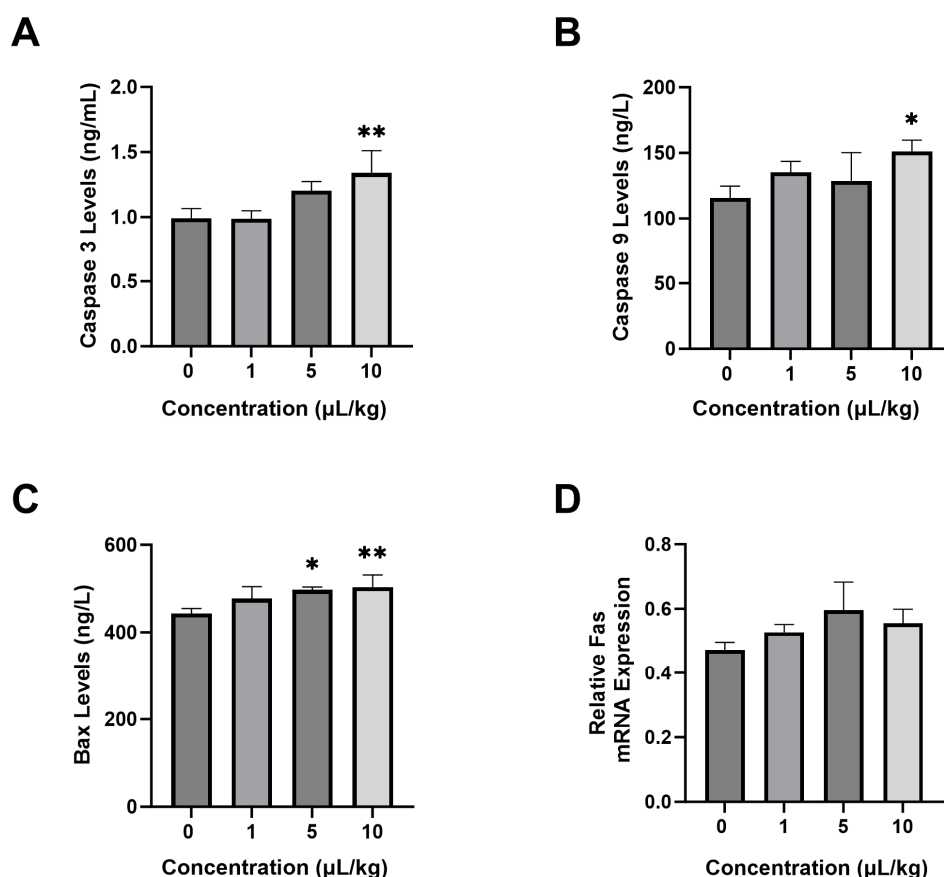 A
Caspase 3 Levels (ng/mL)
2.0
1.5
1.0
0.5
0.0
**
0 1 5 10
Concentration (µL/kg)
B
Caspase 9 Levels (ng/L)
200
150
100
50
0
*
0 1 5 10
Concentration (µL/kg)
C
Bax Levels (ng/L)
600
400
200
0
* **
0 1 5 10
Concentration (µL/kg)
D
Relative Fas
mRNA Expression
0.8
0.6
0.4
0.2
0.0
0 1 5 10
Concentration (µL/kg)